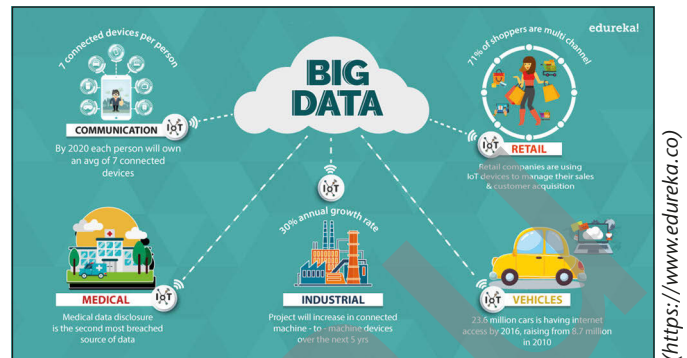 edureka!
BIG
DATA
7 connected devices per person
COMMUNICATION
IoT
By 2020 each person will own
an avg of 7 connected
devices
71% of shoppers are multi channel
IoT
RETAIL
Retail companies are using
IoT devices to manage their sales
& customer acquisition
IoT
30% annual growth rate
INDUSTRIAL
Project will increase in connected
machine - to - machine devices
over the next 5 yrs
MEDICAL
IoT
Medical data disclosure
is the second most breached
source of data
IoT
VEHICLES
23.6 million cars is having internet
access by 2016, raising from 8.7 million
in 2010
(https://www.edureka.co)